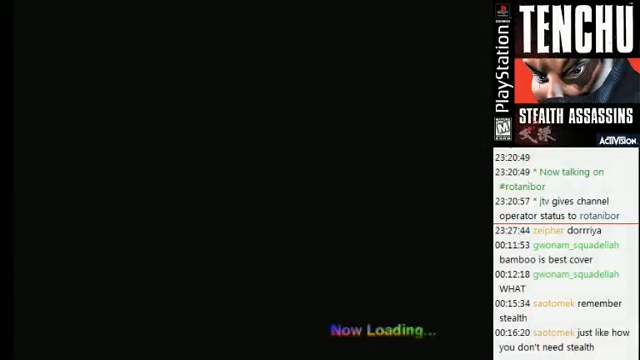 PlayStation
TENCHU
STEALTH ASSASSINS
天誅
ACTIVISION
M
23:20:49
23:20:49 * Now talking on
#rotanibor
23:20:57 * jtv gives channel
operator status to rotanibor
23:27:44 zeipher dorrriya
00:11:53 gwonam_squadellah
bamboo is best cover
00:12:18 gwonam_squadellah
WHAT
00:15:34 saotomek remember
stealth
00:16:20 saotomek just like how
you don't need stealth
Now Loading...